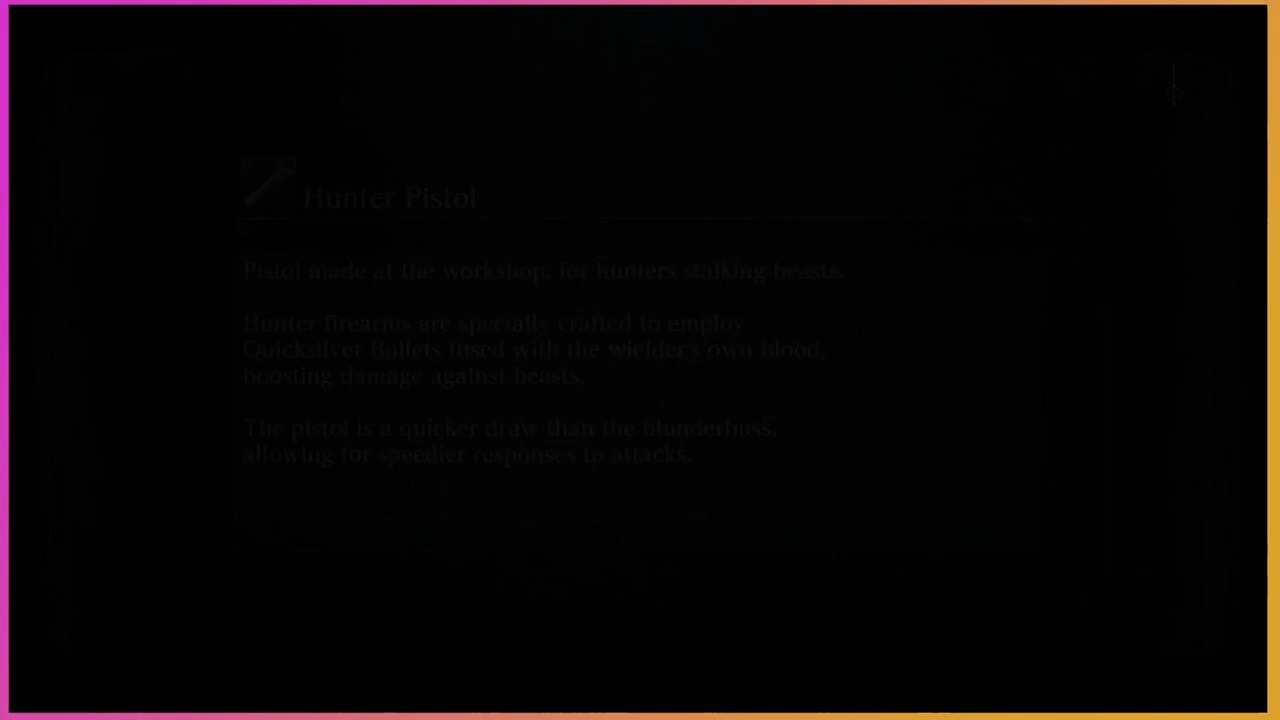 Hunter Pistol
Pistol made at the workshop, for hunters stalking beasts.
Hunter firearms are specially crafted to employ
Quicksilver Bullets fused with the wielder's own blood,
boosting damage against beasts.
The pistol is a quicker draw than the blunderbuss,
allowing for speedier responses to attacks.